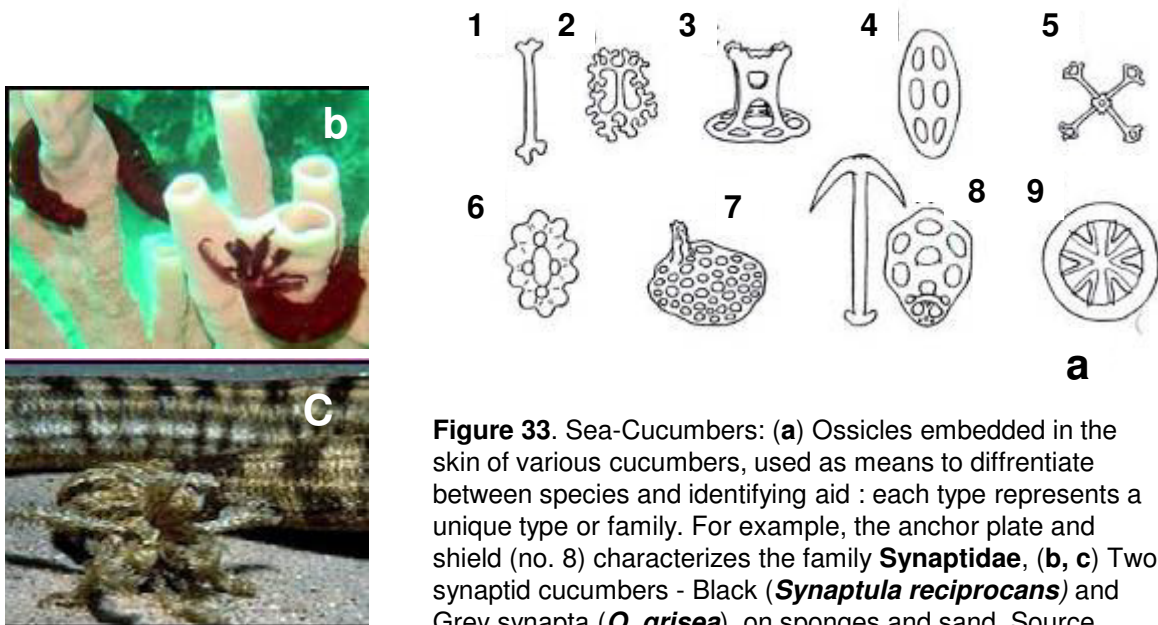 1 2 3 4 5
b
6 7 8 9
a
C
Figure 33. Sea-Cucumbers: (a) Ossicles embedded in the
skin of various cucumbers, used as means to diffrentiate
between species and identifying aid : each type represents a
unique type or family. For example, the anchor plate and
shield (no. 8) characterizes the family Synaptidae, (b, c) Two
synaptid cucumbers - Black (Synaptula reciprocans) and
Grey synapta (O. grisea), on sponges and sand. Source